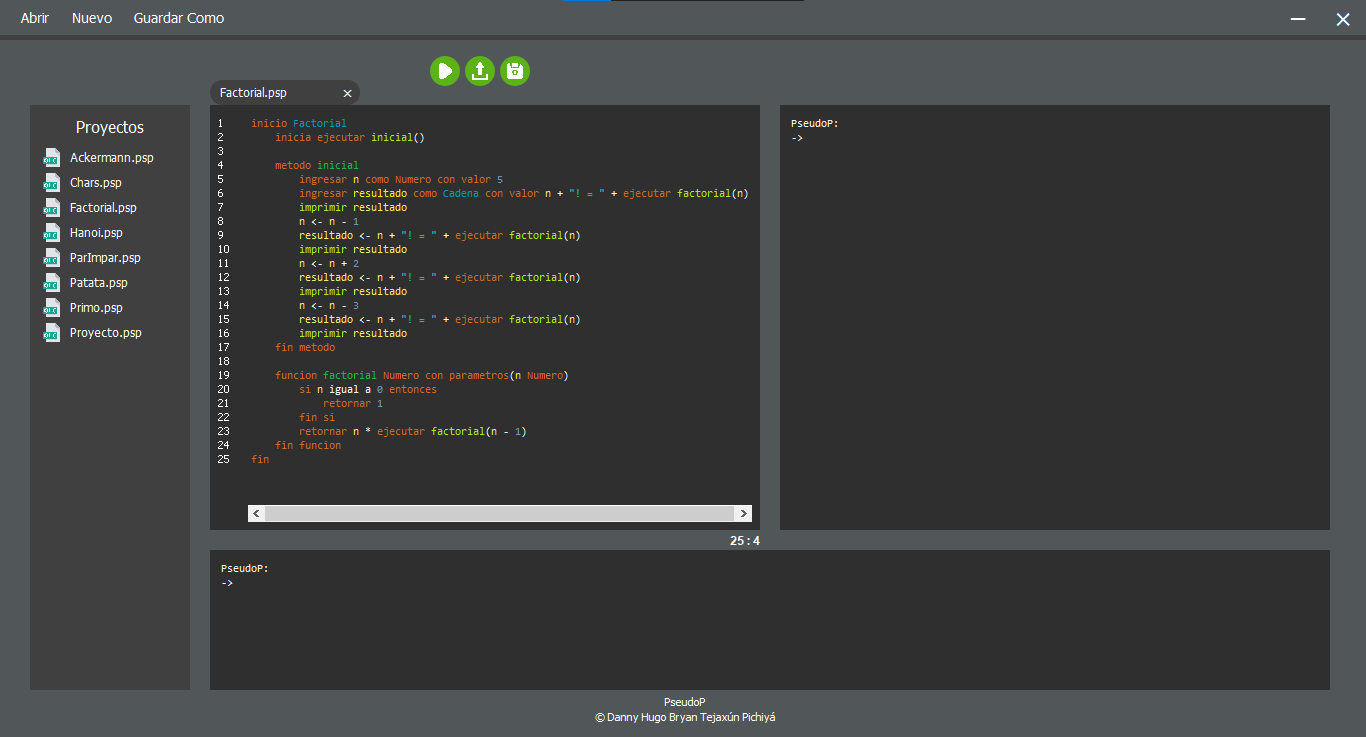 Abrir Nuevo Guardar Como
Factorial.psp
Proyectos
Ackermann.psp
Chars.psp
Factorial.psp
Hanoi.psp
ParImpar.psp
Patata.psp
Primo.psp
Proyecto.psp
1 inicio Factorial
2 inicia ejecutar inicial()
3
4 metodo inicial
5 ingresar n como Numero con valor 5
6 ingresar resultado como Cadena con valor n + "! = " + ejecutar factorial(n)
7 imprimir resultado
8 n <- n - 1
9 resultado <- n + "! = " + ejecutar factorial(n)
10 imprimir resultado
11 n <- n + 2
12 resultado <- n + "! = " + ejecutar factorial(n)
13 imprimir resultado
14 n <- n - 3
15 resultado <- n + "! = " + ejecutar factorial(n)
16 imprimir resultado
17 fin metodo
18
19 funcion factorial Numero con parametros(n Numero)
20 si n igual a 0 entonces
21 retornar 1
22 fin si
23 retornar n * ejecutar factorial(n - 1)
24 fin funcion
25 fin
25:4
PseudoP:
->
PseudoP:
->
PseudoP
© Danny Hugo Bryan Tejaxún Pichiyá